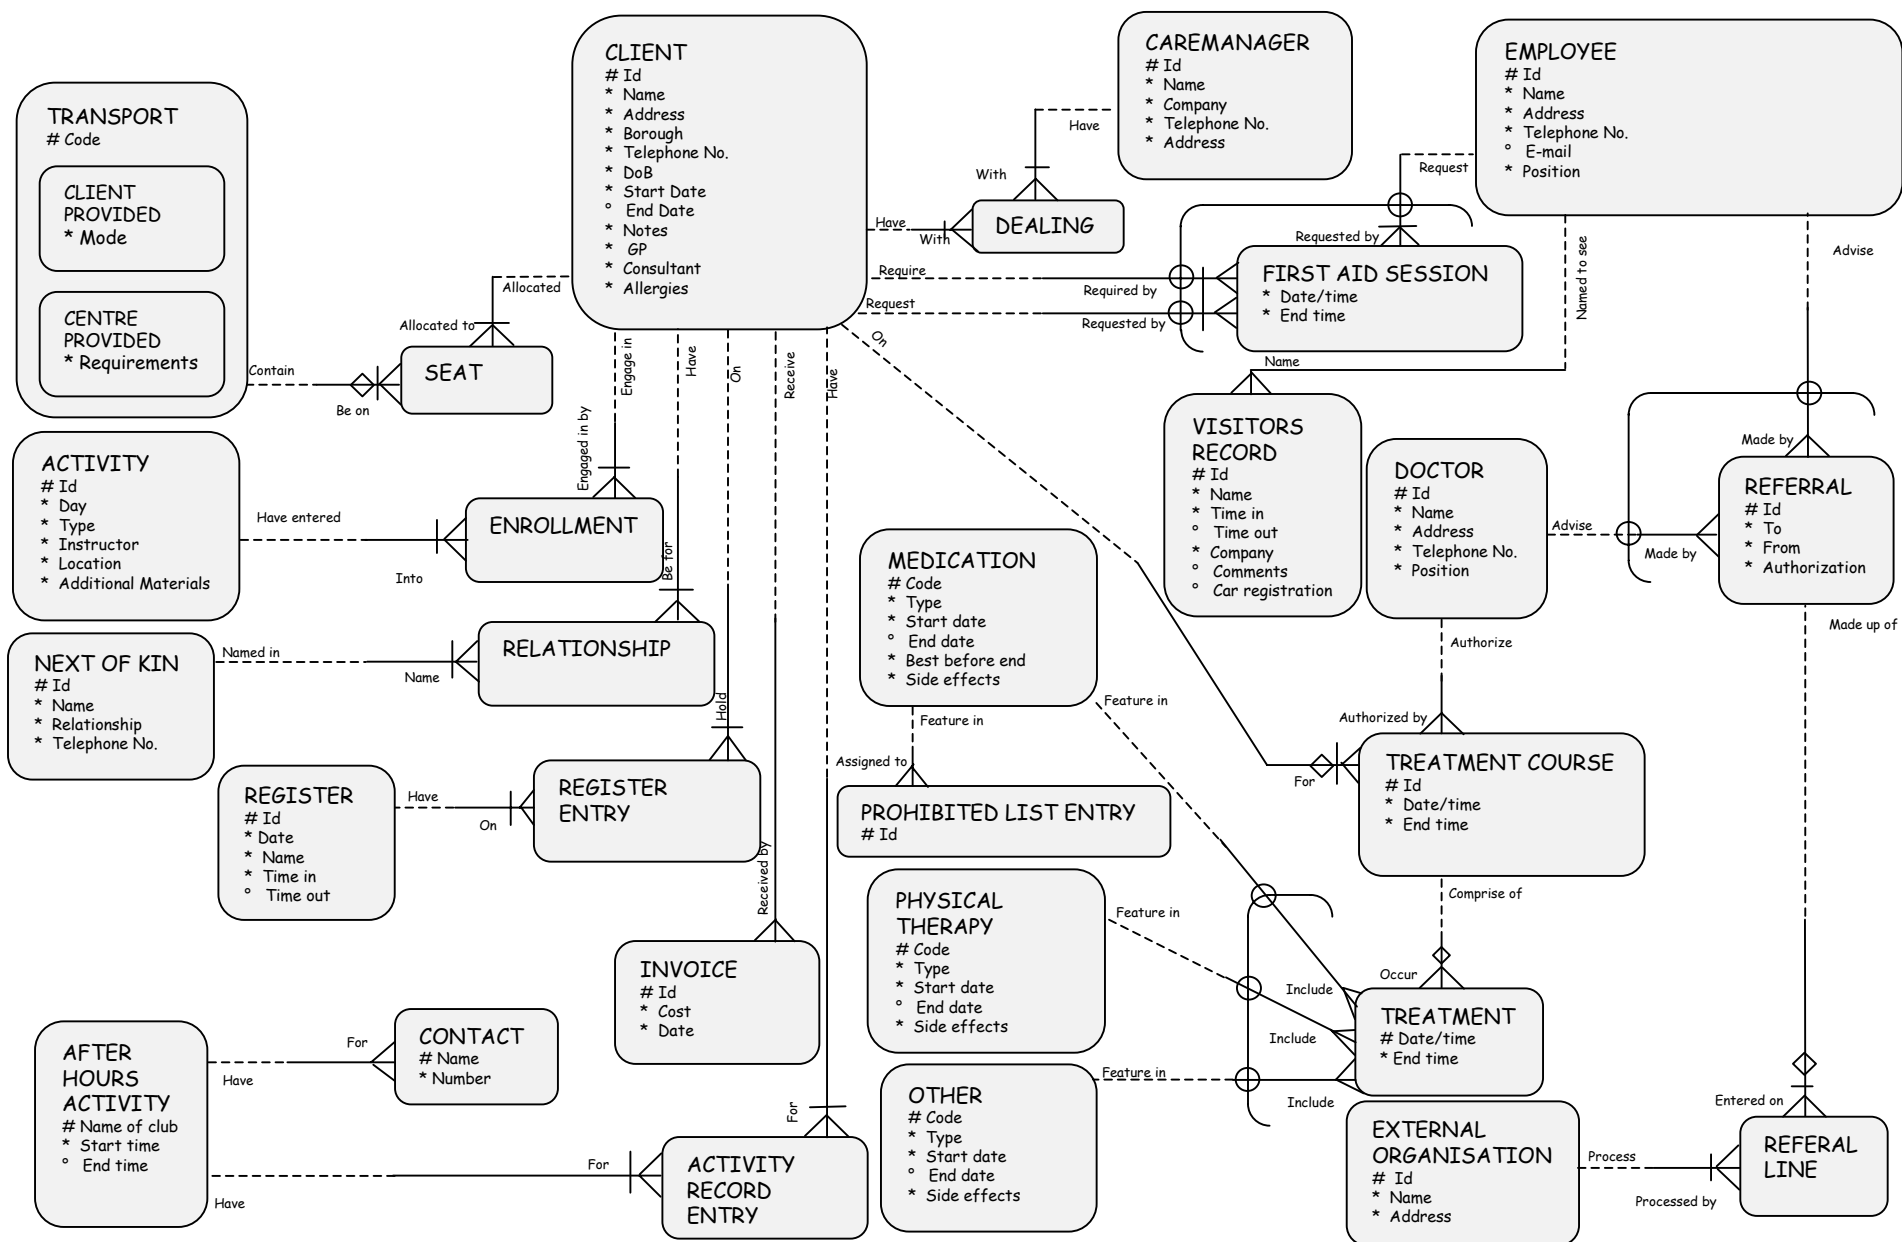 CLIENT
# Id
* Name
* Address
* Borough
* Telephone No.
* DoB
* Start Date
° End Date
* Notes
* GP
* Consultant
* Allergies
CAREMANAGER
# Id
* Name
* Company
* Telephone No.
* Address
EMPLOYEE
# Id
* Name
* Address
* Telephone No.
° E-mail
* Position
TRANSPORT
# Code
CLIENT
PROVIDED
* Mode
CENTRE
PROVIDED
* Requirements
Have
With
Have
With
DEALING
Request
Requested by
Require
Required by
Request
Requested by
FIRST AID SESSION
* Date/time
* End time
Named to see
Name
Advise
Allocated
Allocated to
Contain
Be on
SEAT
Engage in
Engaged in by
Have
Be for
On
Hold
Receive
Received by
Have
For
On
For
ACTIVITY
# Id
* Day
* Type
* Instructor
* Location
* Additional Materials
Have entered
Into
ENROLLMENT
VISITORS
RECORD
# Id
* Name
* Time in
° Time out
* Company
° Comments
° Car registration
DOCTOR
# Id
* Name
* Address
* Telephone No.
* Position
Made by
Advise
Made by
REFERRAL
# Id
* To
* From
* Authorization
Made up of
MEDICATION
# Code
* Type
* Start date
° End date
* Best before end
* Side effects
NEXT OF KIN
# Id
* Name
* Relationship
* Telephone No.
Named in
Name
RELATIONSHIP
Feature in
Assigned to
Feature in
Authorize
Authorized by
TREATMENT COURSE
# Id
* Date/time
* End time
REGISTER
# Id
* Date
* Name
* Time in
° Time out
Have
On
REGISTER
ENTRY
PROHIBITED LIST ENTRY
# Id
Comprise of
Occur
PHYSICAL
THERAPY
# Code
* Type
* Start date
° End date
* Side effects
Feature in
Include
Include
Include
TREATMENT
# Date/time
* End time
INVOICE
# Id
* Cost
* Date
AFTER
HOURS
ACTIVITY
# Name of club
* Start time
° End time
For
Have
CONTACT
# Name
* Number
OTHER
# Code
* Type
* Start date
° End date
* Side effects
Feature in
For
Have
ACTIVITY
RECORD
ENTRY
EXTERNAL
ORGANISATION
# Id
* Name
* Address
Process
Processed by
Entered on
REFERAL
LINE